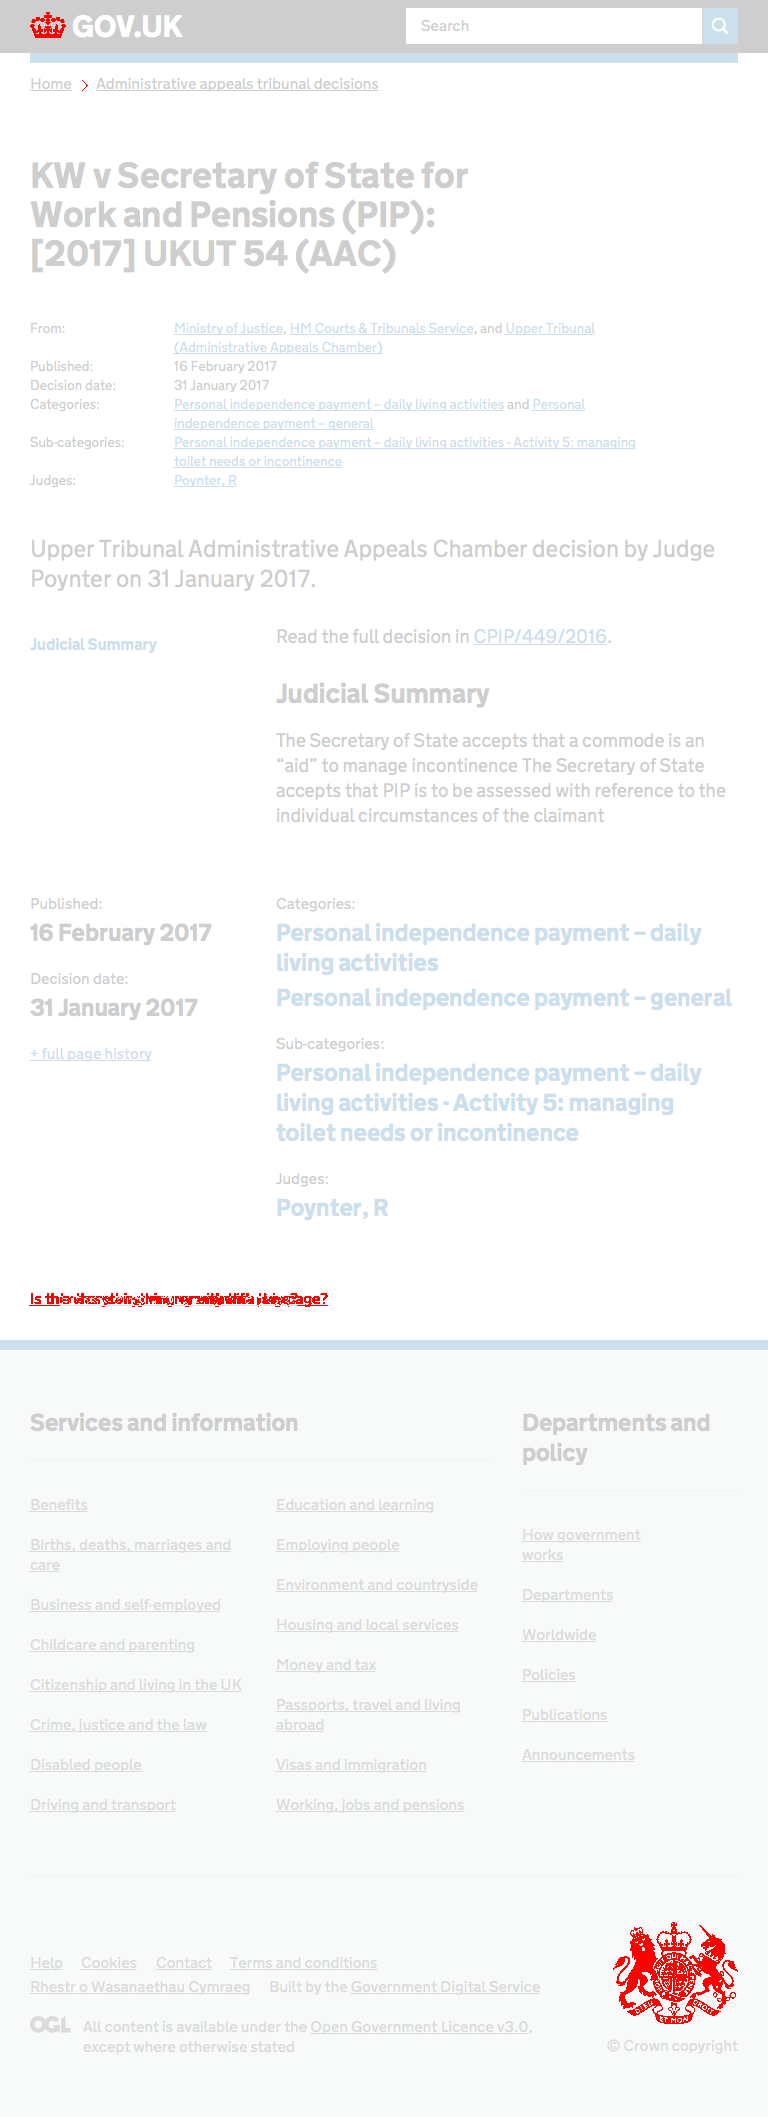 GOV.UK
Search
Home Administrative appeals tribunal decisions
KW v Secretary of State for
Work and Pensions (PIP):
[2017] UKUT 54 (AAC)
From: Ministry of Justice, HM Courts & Tribunals Service, and Upper Tribunal
(Administrative Appeals Chamber)
Published: 16 February 2017
Decision date: 31 January 2017
Categories: Personal independence payment – daily living activities and Personal
independence payment – general
Sub-categories: Personal independence payment – daily living activities - Activity 5: managing
toilet needs or incontinence
Judges: Poynter, R
Upper Tribunal Administrative Appeals Chamber decision by Judge
Poynter on 31 January 2017.
Judicial Summary
Read the full decision in CPIP/449/2016.
Judicial Summary
The Secretary of State accepts that a commode is an
“aid” to manage incontinence The Secretary of State
accepts that PIP is to be assessed with reference to the
individual circumstances of the claimant
Published:
16 February 2017
Decision date:
31 January 2017
+ full page history
Categories:
Personal independence payment – daily
living activities
Personal independence payment – general
Sub-categories:
Personal independence payment – daily
living activities - Activity 5: managing
toilet needs or incontinence
Judges:
Poynter, R
Services and information
Benefits
Births, deaths, marriages and
care
Business and self-employed
Childcare and parenting
Citizenship and living in the UK
Crime, justice and the law
Disabled people
Driving and transport
Education and learning
Employing people
Environment and countryside
Housing and local services
Money and tax
Passports, travel and living
abroad
Visas and immigration
Working, jobs and pensions
Departments and
policy
How government
works
Departments
Worldwide
Policies
Publications
Announcements
Help Cookies Contact Terms and conditions
Rhestr o Wasanaethau Cymraeg Built by the Government Digital Service
OGL All content is available under the Open Government Licence v3.0,
except where otherwise stated
© Crown copyright